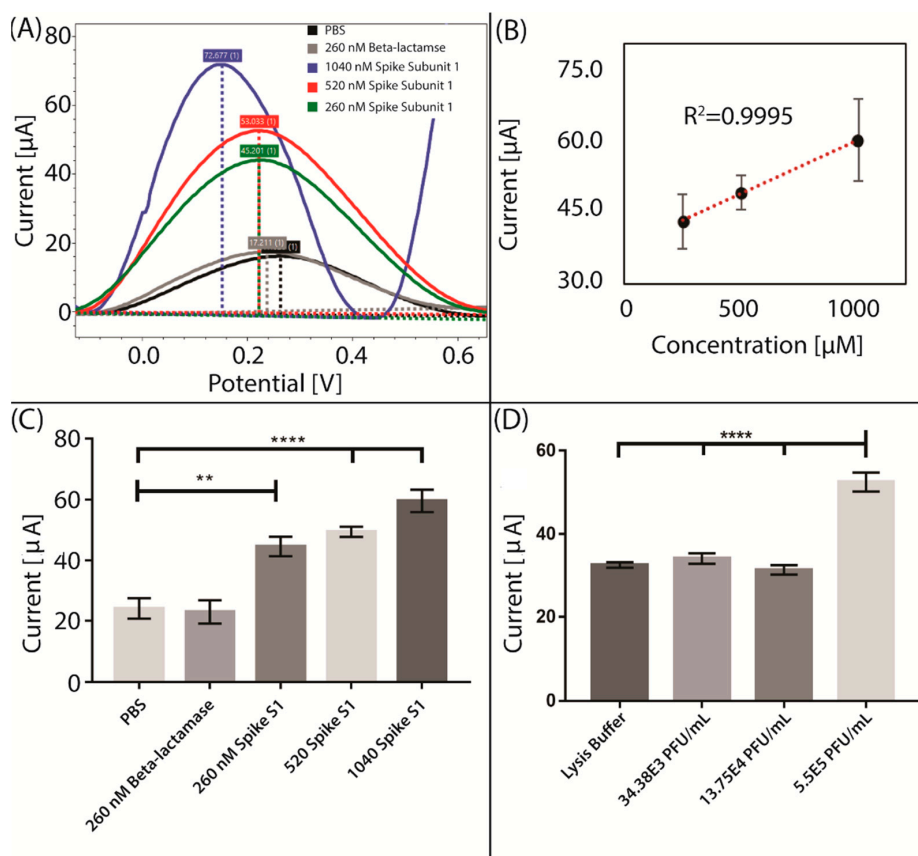 (A)
80
60
40
20
0
0.0
0.2
0.4
0.6
Current [µA]
Potential [V]
72.677 (1)
53.033 (1)
45.201 (1)
17.211 (1)
(1)
PBS
260 nM Beta-lactamse
1040 nM Spike Subunit 1
520 nM Spike Subunit 1
260 nM Spike Subunit 1
(B)
75.0
60.0
45.0
30.0
0
500
1000
R²=0.9995
Current [µA]
Concentration [µM]
(C)
80
60
40
20
0
Current [µ A]
****
**
PBS
260 nM Beta-lactamase
260 nM Spike S1
520 Spike S1
1040 Spike S1
(D)
60
40
20
0
Current [µ A]
****
Lysis Buffer
34.38E3 PFU/mL
13.75E4 PFU/mL
5.5E5 PFU/mL